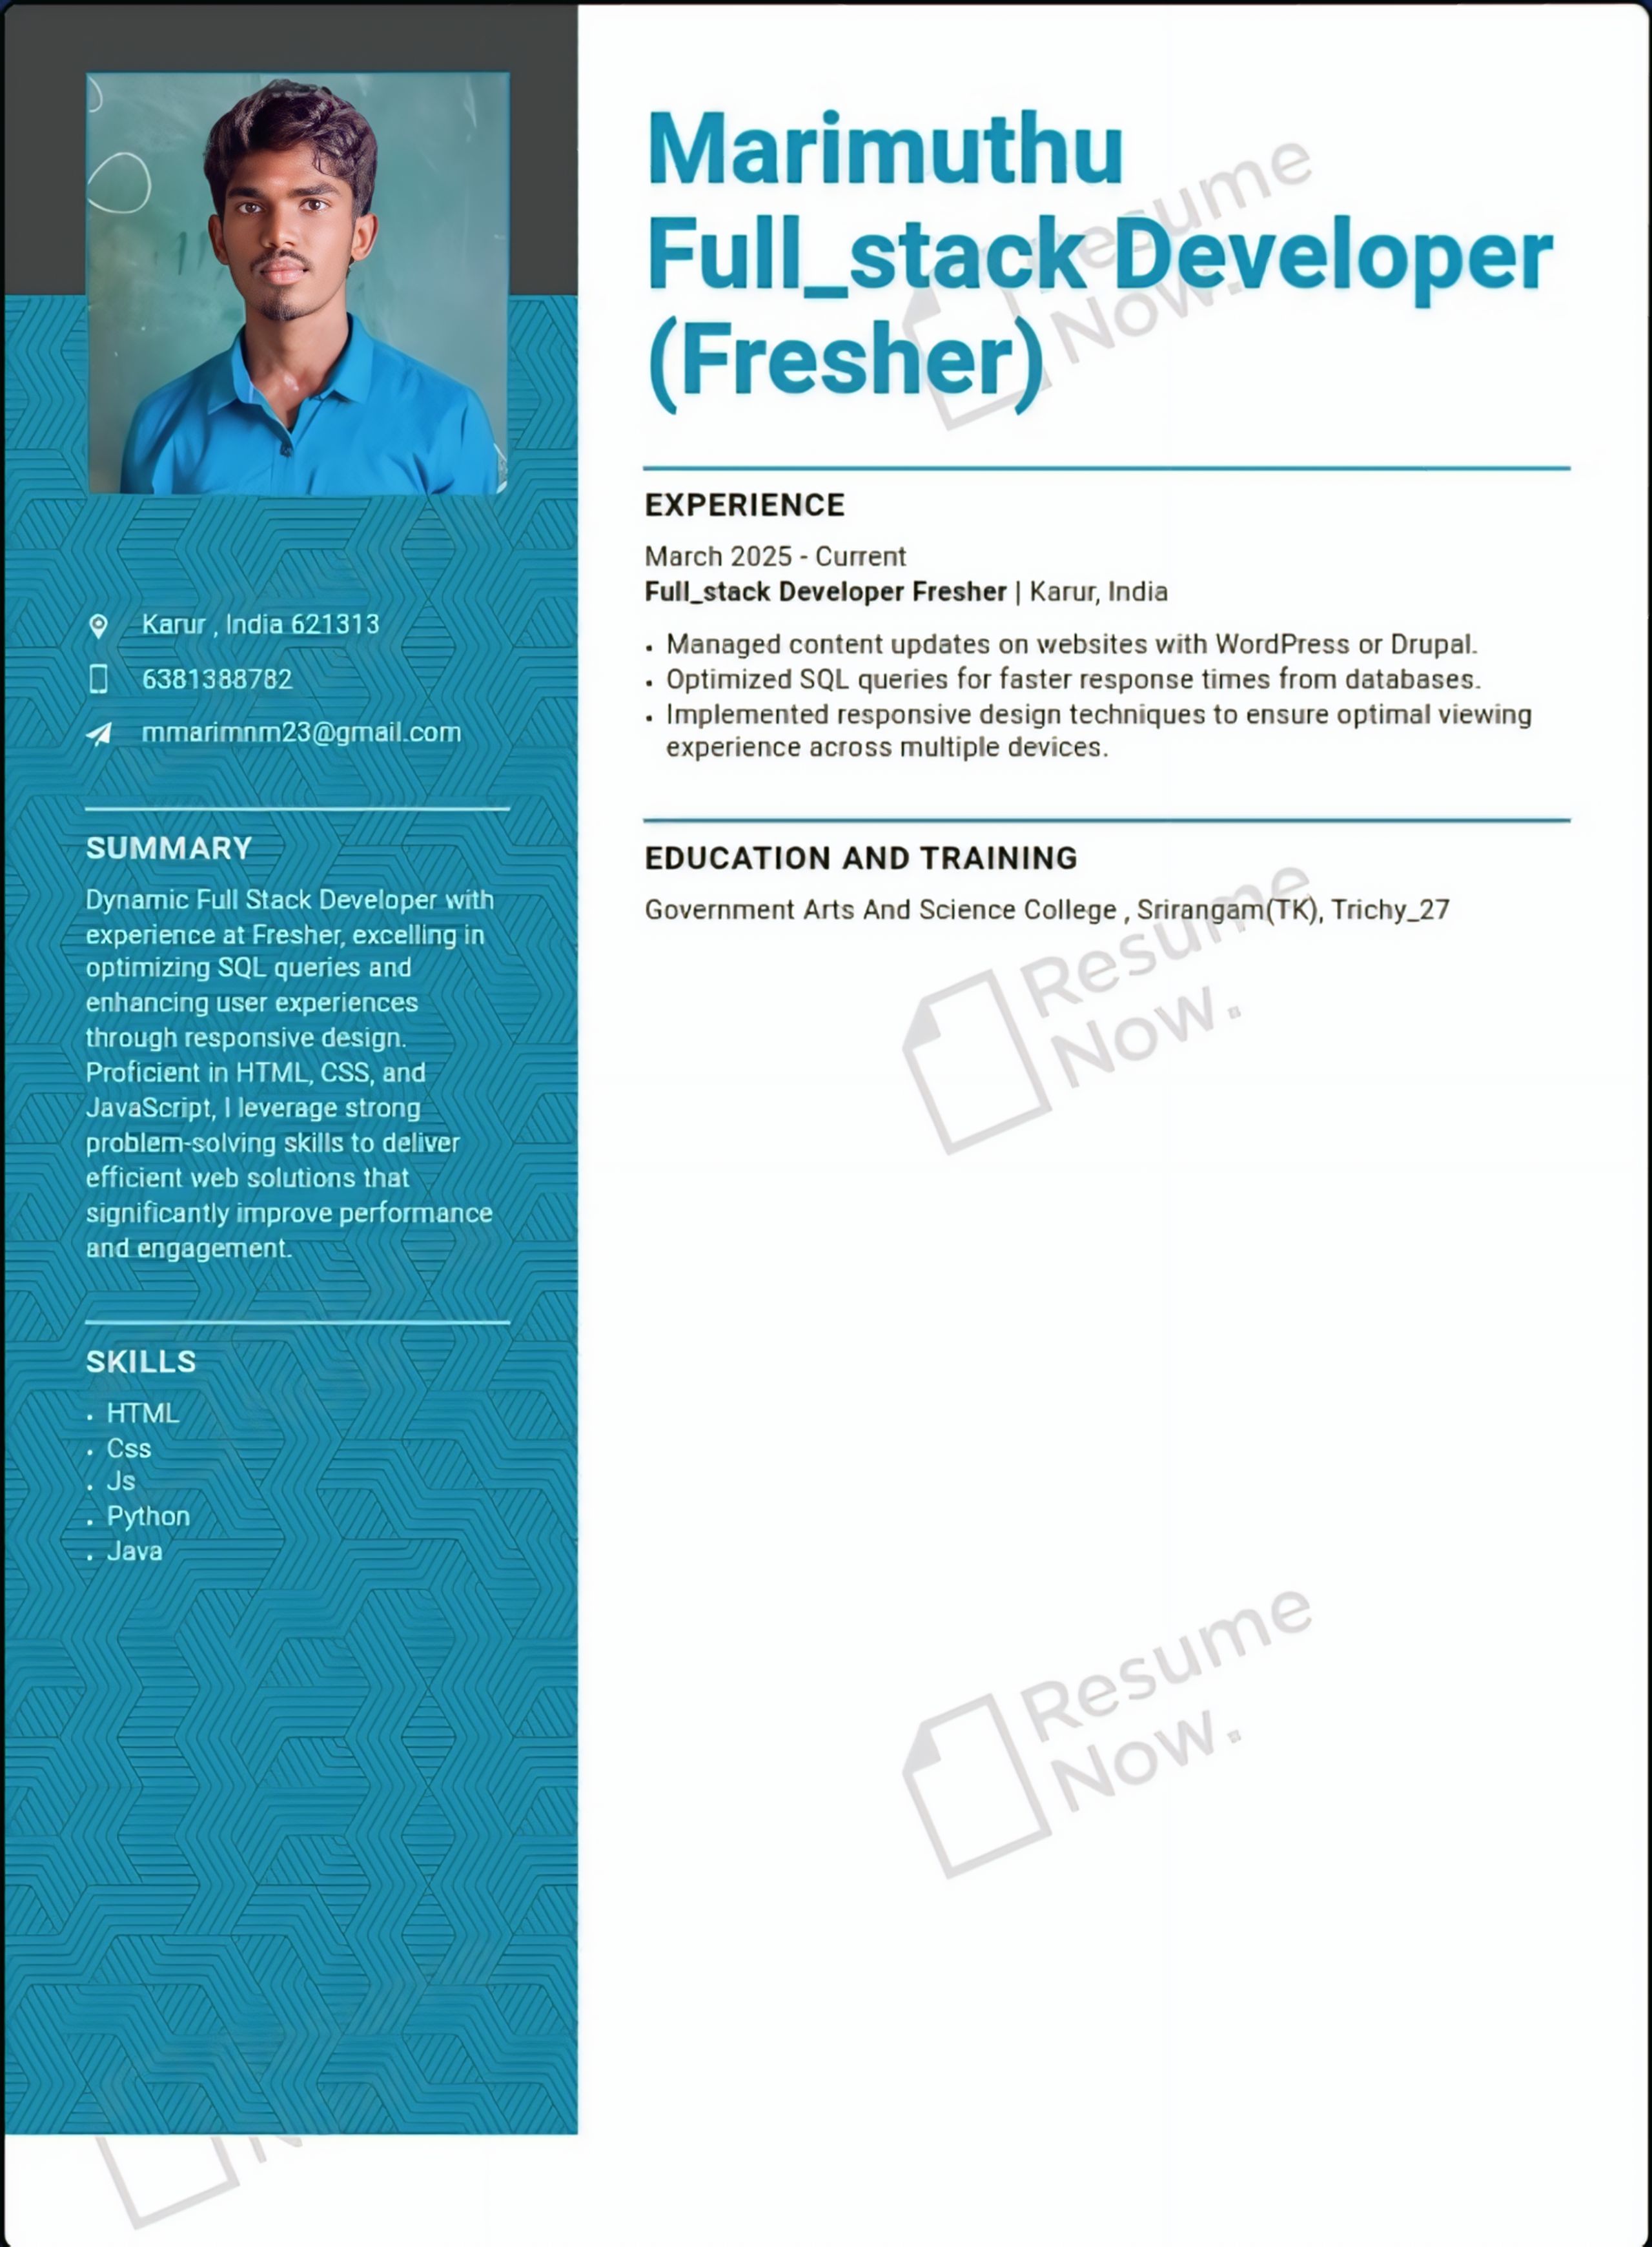 Marimuthu
Full_stack Developer
(Fresher)
Karur , India 621313
6381388782
mmarimnm23@gmail.com
SUMMARY
Dynamic Full Stack Developer with
experience at Fresher, excelling in
optimizing SQL queries and
enhancing user experiences
through responsive design.
Proficient in HTML, CSS, and
JavaScript, I leverage strong
problem-solving skills to deliver
efficient web solutions that
significantly improve performance
and engagement.
SKILLS
• HTML
• Css
• Js
• Python
• Java
EXPERIENCE
March 2025 - Current
Full_stack Developer Fresher | Karur, India
• Managed content updates on websites with WordPress or Drupal.
• Optimized SQL queries for faster response times from databases.
• Implemented responsive design techniques to ensure optimal viewing
experience across multiple devices.
EDUCATION AND TRAINING
Government Arts And Science College , Srirangam(TK), Trichy_27
Resume
Now.
Resume
Now.
Resume
Now.